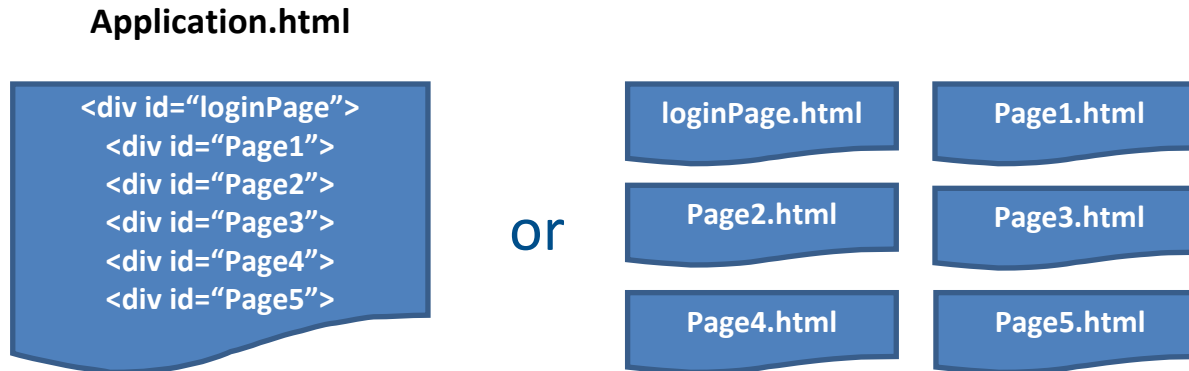 Application.html
<div id=“loginPage”>
<div id=“Page1”>
<div id=“Page2”>
<div id=“Page3”>
<div id=“Page4”>
<div id=“Page5”>
or
loginPage.html
Page1.html
Page2.html
Page3.html
Page4.html
Page5.html